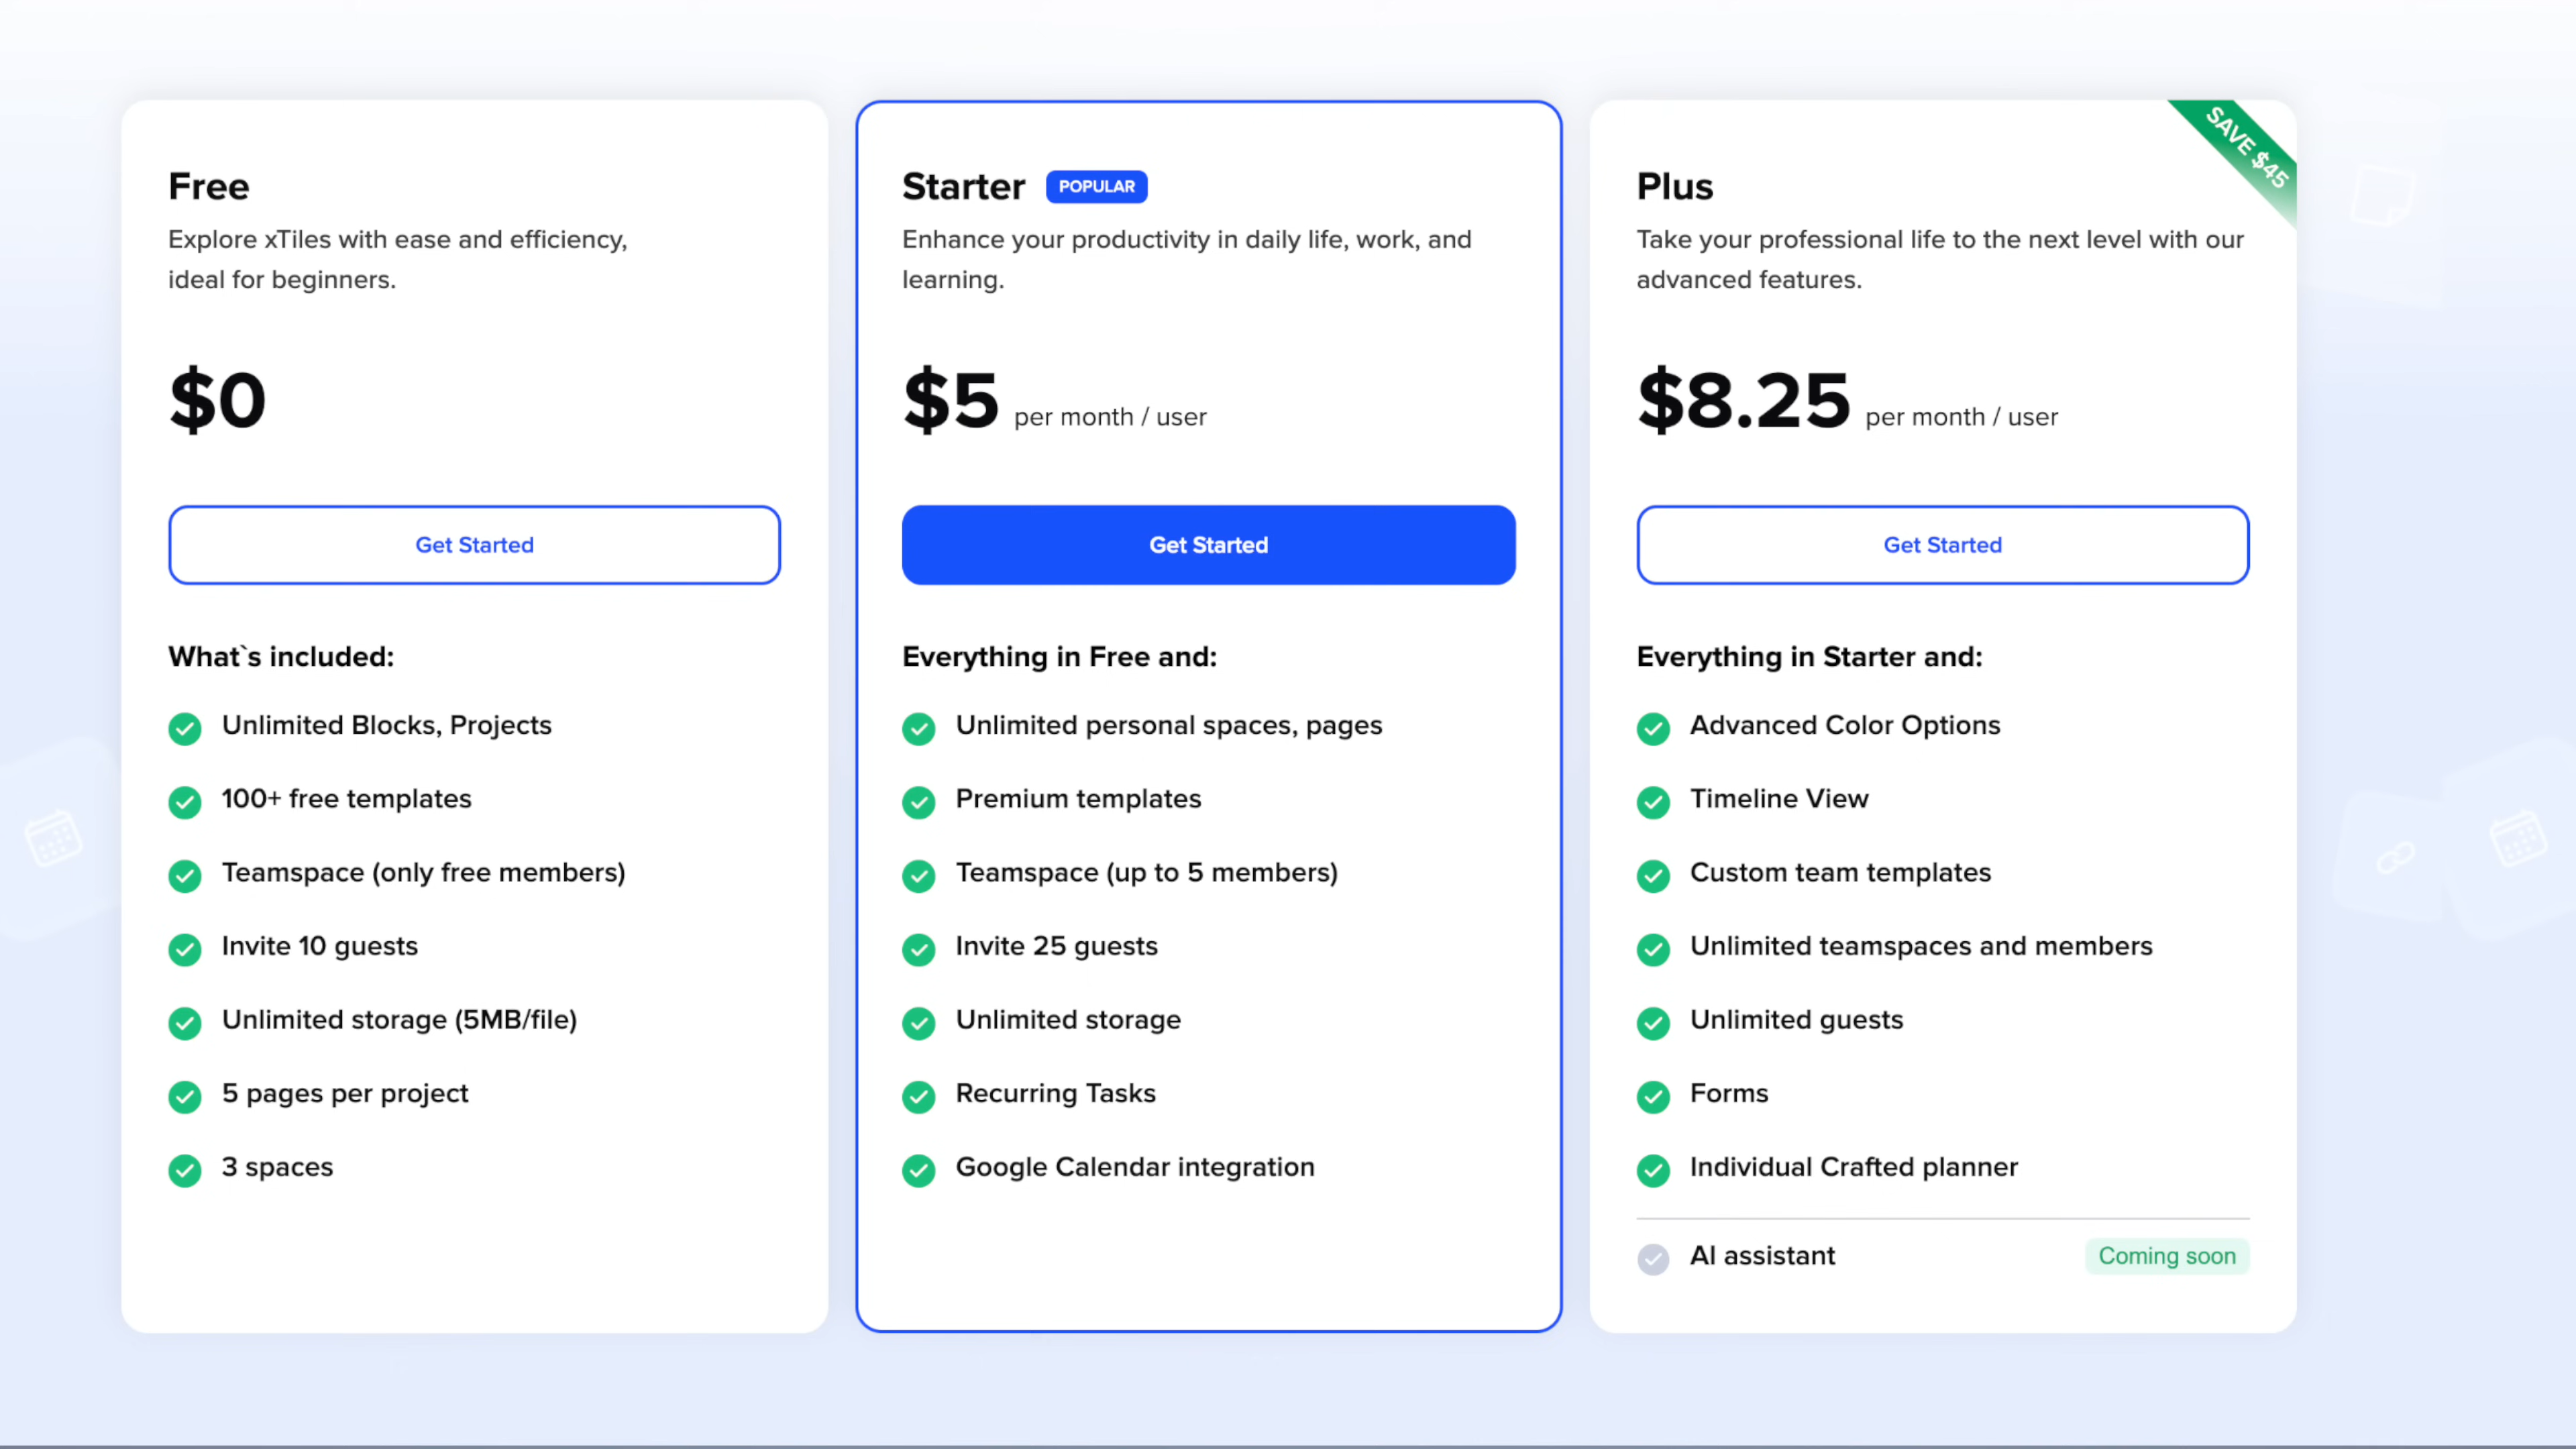 Free
Explore xTiles with ease and efficiency,
ideal for beginners.
$0
Get Started
What`s included:
Unlimited Blocks, Projects
100+ free templates
Teamspace (only free members)
Invite 10 guests
Unlimited storage (5MB/file)
5 pages per project
3 spaces
Starter POPULAR
Enhance your productivity in daily life, work, and
learning.
$5 per month / user
Get Started
Everything in Free and:
Unlimited personal spaces, pages
Premium templates
Teamspace (up to 5 members)
Invite 25 guests
Unlimited storage
Recurring Tasks
Google Calendar integration
SAVE $45
Plus
Take your professional life to the next level with our
advanced features.
$8.25 per month / user
Get Started
Everything in Starter and:
Advanced Color Options
Timeline View
Custom team templates
Unlimited teamspaces and members
Unlimited guests
Forms
Individual Crafted planner
AI assistant Coming soon